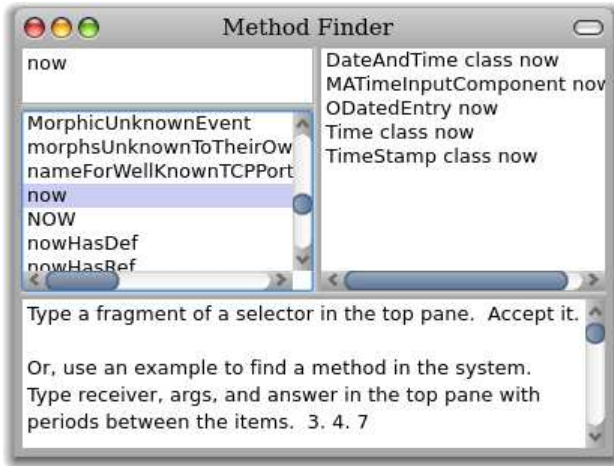 Method Finder
now
MorphicUnknownEvent
morphsUnknownToTheirOw
nameForWellKnownTCPPort
now
NOW
nowHasDef
nowHasRef
DateAndTime class now
MATimeInputComponent now
ODatedEntry now
Time class now
TimeStamp class now
Type a fragment of a selector in the top pane.  Accept it.
Or, use an example to find a method in the system.
Type receiver, args, and answer in the top pane with
periods between the items.  3. 4. 7